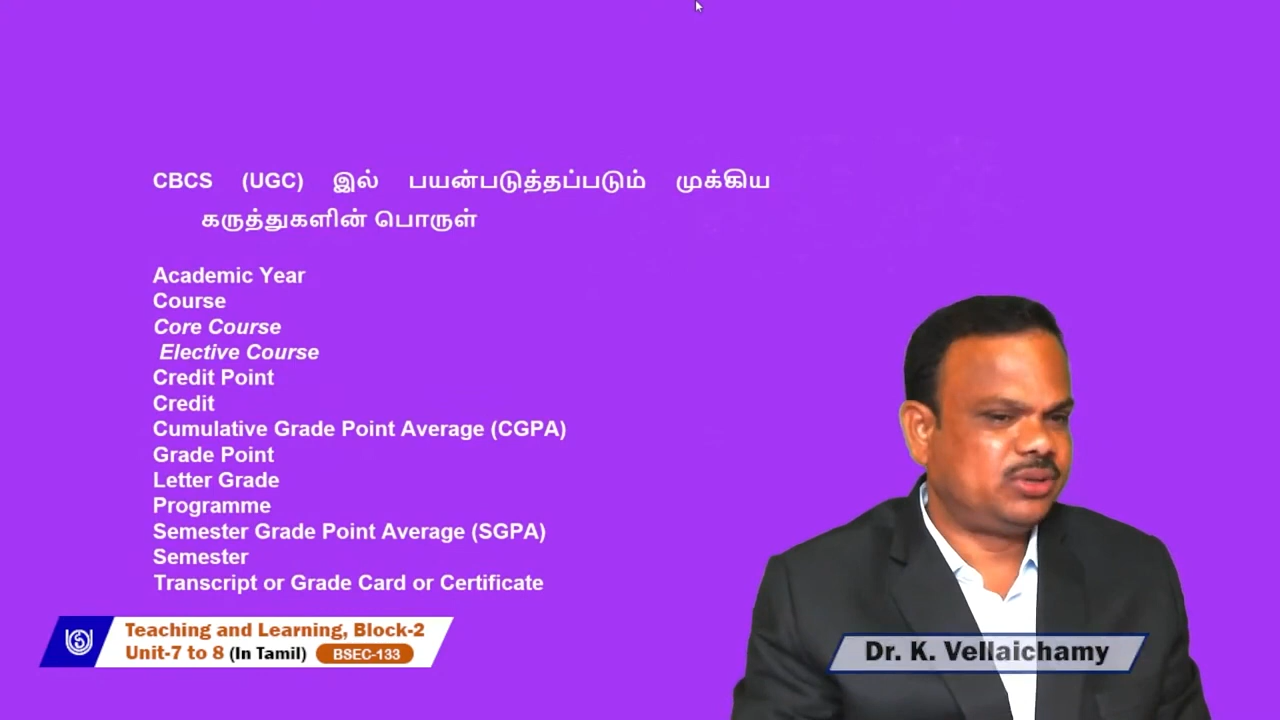 CBCS (UGC) இல் பயன்படுத்தப்படும் முக்கிய
கருத்துகளின் பொருள்
Academic Year
Course
Core Course
Elective Course
Credit Point
Credit
Cumulative Grade Point Average (CGPA)
Grade Point
Letter Grade
Programme
Semester Grade Point Average (SGPA)
Semester
Transcript or Grade Card or Certificate
Teaching and Learning, Block-2
Unit-7 to 8 (In Tamil) BSEC-133
Dr. K. Vellaichamy